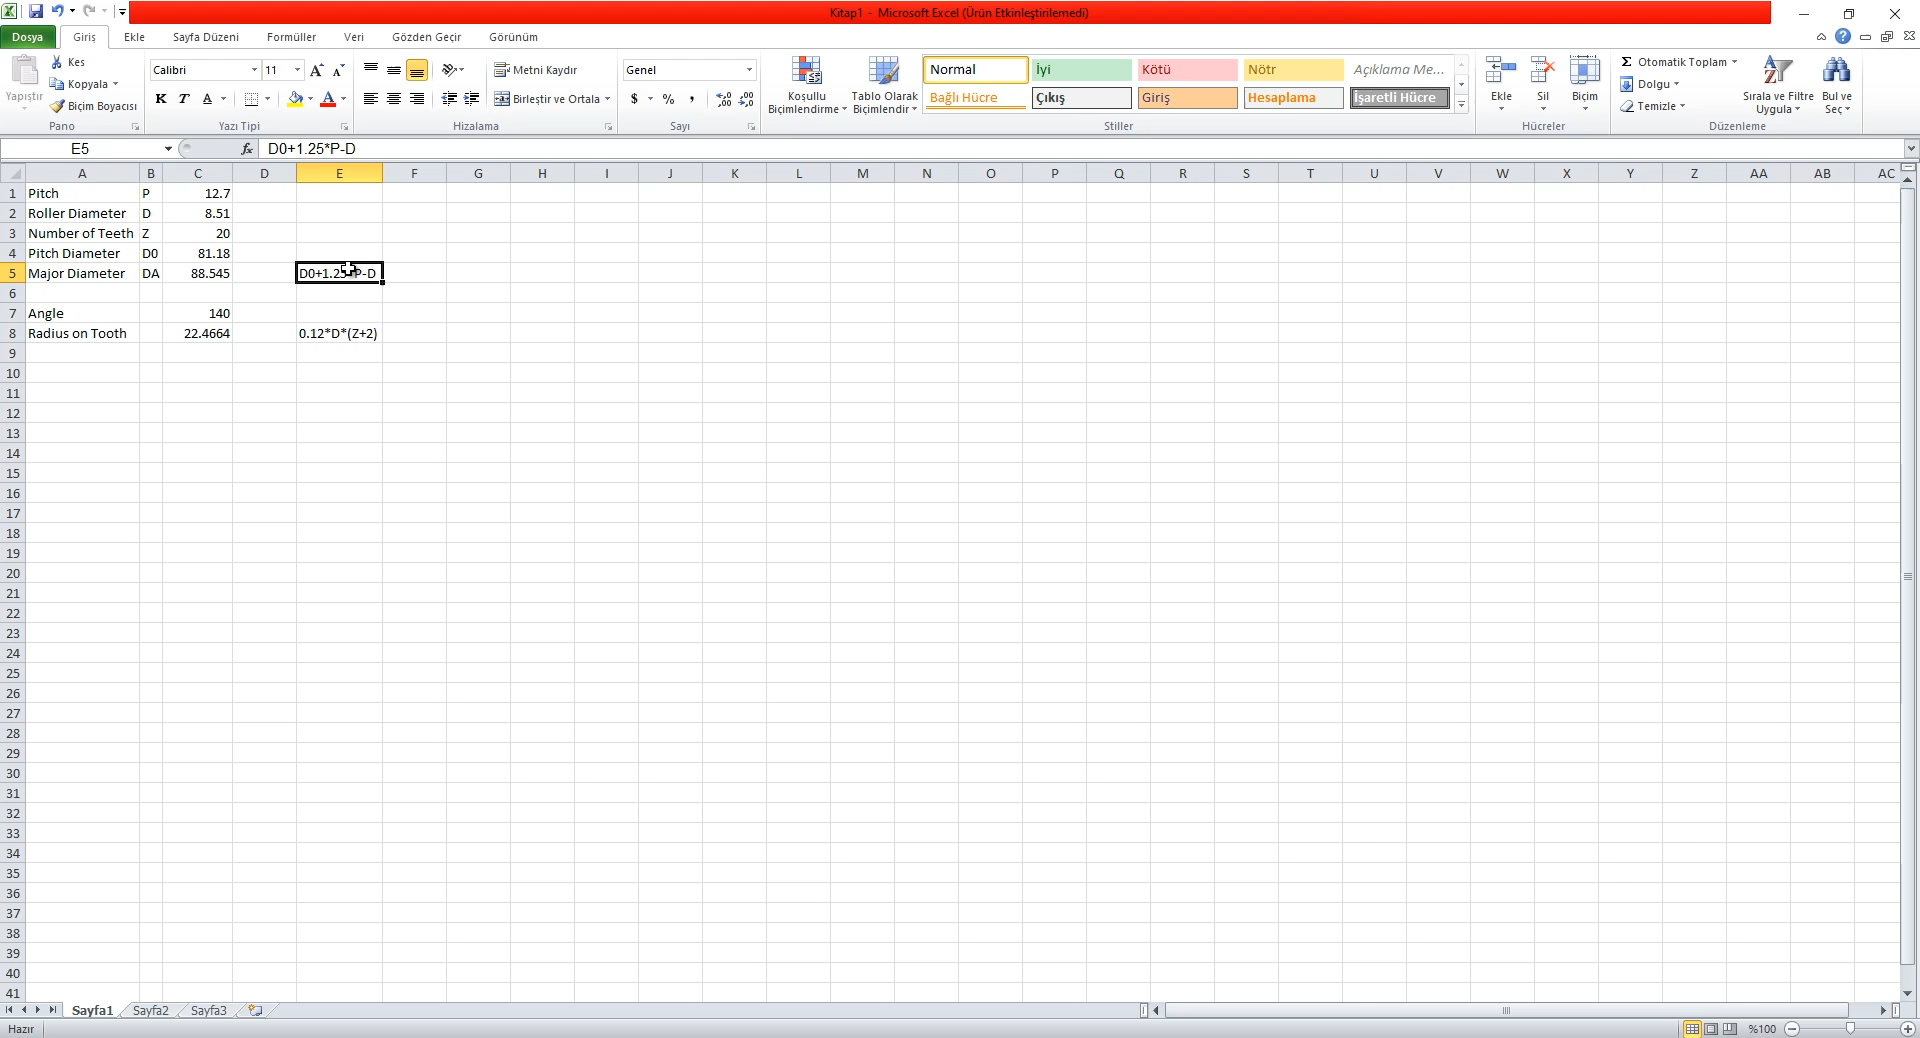 Kitap1 - Microsoft Excel (Ürün Etkinleştirilemedi)
Dosya Giriş Ekle Sayfa Düzeni Formüller Veri Gözden Geçir Görünüm
Yapıştır Kes
Kopyala
Biçim Boyacısı
Pano
Calibri 11
K T A
Yazı Tipi
Metni Kaydır
Birleştir ve Ortala
Hizalama
Genel
$ % ,
Sayı
Koşullu Biçimlendirme
Tablo Olarak Biçimlendir
Normal İyi Kötü Nötr Açıklama Me...
Bağlı Hücre Çıkış Giriş Hesaplama İşaretli Hücre
Stiller
Ekle Sil Biçim
Hücreler
Σ Otomatik Toplam
Dolgu
Temizle
Sırala ve Filtre Uygula
Bul ve Seç
Düzenleme
E5 fx D0+1.25*P-D
A B C D E F G H I J K L M N O P Q R S T U V W X Y Z AA AB AC
1 Pitch P 12.7
2 Roller Diameter D 8.51
3 Number of Teeth Z 20
4 Pitch Diameter D0 81.18
5 Major Diameter DA 88.545 D0+1.25*P-D
6
7 Angle 140
8 Radius on Tooth 22.4664 0.12*D*(Z+2)
9
10
11
12
13
14
15
16
17
18
19
20
21
22
23
24
25
26
27
28
29
30
31
32
33
34
35
36
37
38
39
40
41
Sayfa1 Sayfa2 Sayfa3
Hazır %100